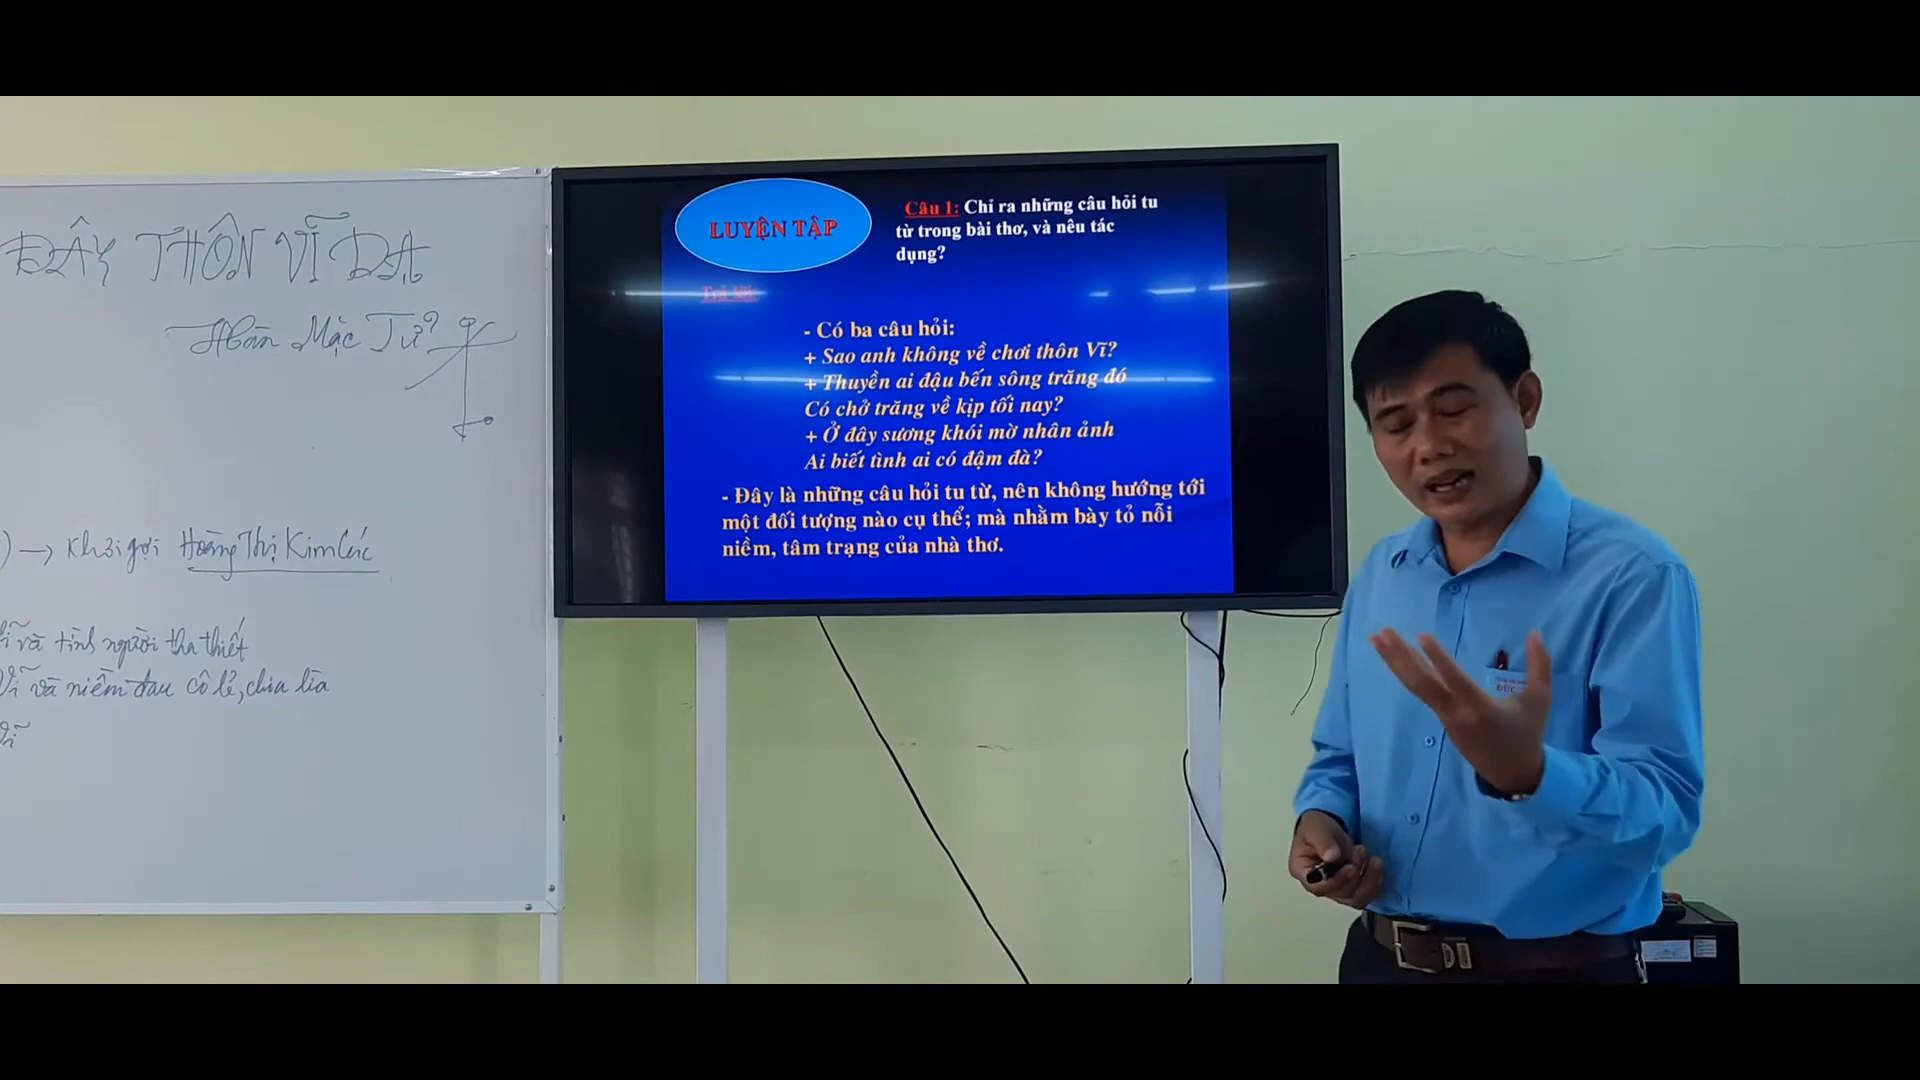 ĐÂY THÔN VĨ DẠ
Hàn Mặc Tử
) → Khơi gợi Hoàng Thị Kim Cúc
và tình người tha thiết
Vĩ và niềm đau cô lẻ, chia lìa
Vĩ
LUYỆN TẬP
Câu 1: Chỉ ra những câu hỏi tu
từ trong bài thơ, và nêu tác
dụng?
Trả lời:
- Có ba câu hỏi:
+ Sao anh không về chơi thôn Vĩ?
+ Thuyền ai đậu bến sông trăng đó
Có chở trăng về kịp tối nay?
+ Ở đây sương khói mờ nhân ảnh
Ai biết tình ai có đậm đà?
- Đây là những câu hỏi tu từ, nên không hướng tới
một đối tượng nào cụ thể; mà nhằm bày tỏ nỗi
niềm, tâm trạng của nhà thơ.
ĐỨC